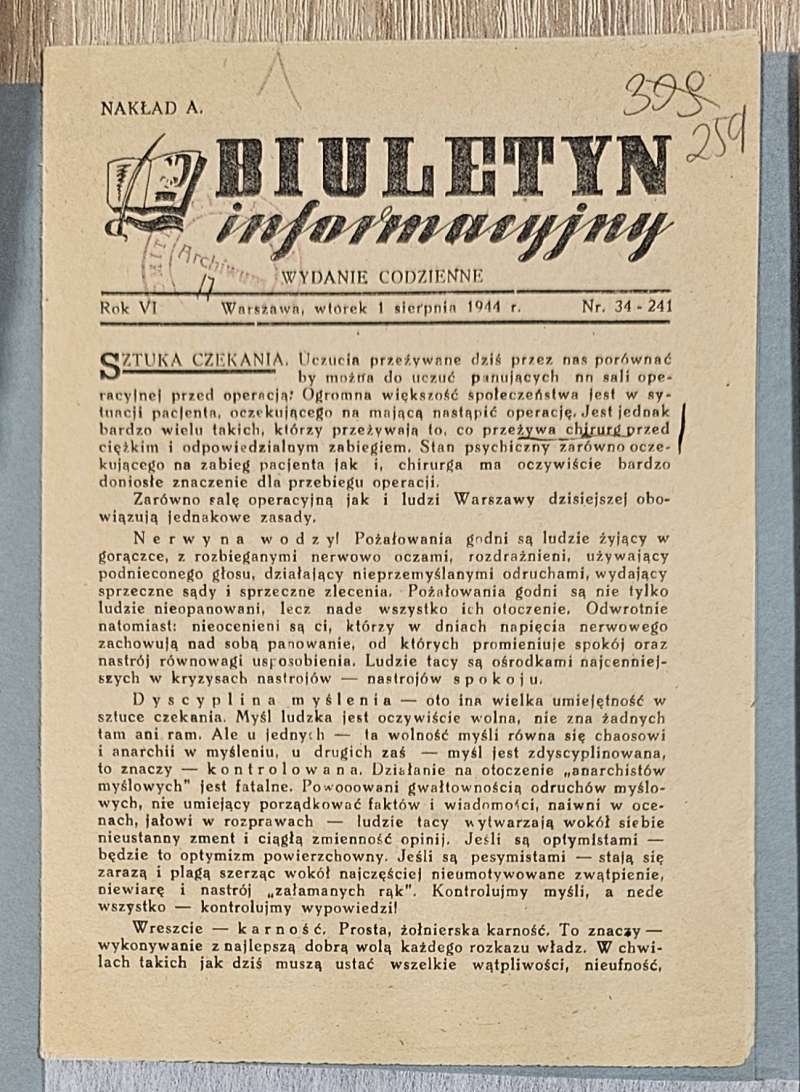 NAKŁAD A.
398
259
BIULETYN
informacyjny
Archiwum
17
WYDANIE CODZIENNE
Rok VI Warszawa, wtorek 1 sierpnia 1944 r. Nr. 34 - 241
SZTUKA CZEKANIA. Uczucia przeżywane dziś przez nas porównać
by można do uczuć panujących nn sali ope-
racyjnej przed operacją: Ogromna większość społeczeństwa jest w sy-
tuacji pacjenta, oczekującego na mającą nastąpić operację. Jest jednak
bardzo wielu takich, którzy przeżywają to, co przeżywa chirurg przed
ciężkim i odpowiedzialnym zabiegiem. Stan psychiczny zarówno ocze-
kującego na zabieg pacjenta jak i, chirurga ma oczywiście bardzo
doniosłe znaczenie dla przebiegu operacji.
Zarówno salę operacyjną jak i ludzi Warszawy dzisiejszej obo-
wiązują jednakowe zasady.
Nerwy na wodzy! Pożałowania godni są ludzie żyjący w
gorączce, z rozbieganymi nerwowo oczami, rozdrażnieni, używający
podnieconego głosu, działający nieprzemyślanymi odruchami, wydający
sprzeczne sądy i sprzeczne zlecenia. Pożałowania godni są nie tylko
ludzie nieopanowani, lecz nade wszystko ich otoczenie. Odwrotnie
natomiast: nieocenieni są ci, którzy w dniach napięcia nerwowego
zachowują nad sobą panowanie, od których promieniuje spokój oraz
nastrój równowagi usposobienia. Ludzie tacy są ośrodkami najcenniej-
szych w kryzysach nastrojów — nastrojów spokoju.
Dyscyplina myślenia — oto ina wielka umiejętność w
sztuce czekania. Myśl ludzka jest oczywiście wolna, nie zna żadnych
tam ani ram. Ale u jednych — ta wolność myśli równa się chaosowi
i anarchii w myśleniu, u drugich zaś — myśl jest zdyscyplinowana,
to znaczy — kontrolowana. Działanie na otoczenie „anarchistów
myślowych” jest fatalne. Powooowani gwałtownością odruchów myślo-
wych, nie umiejący porządkować faktów i wiadomości, naiwni w oce-
nach, jałowi w rozprawach — ludzie tacy wytwarzają wokół siebie
nieustanny zment i ciągłą zmienność opinij. Jeśli są optymistami —
będzie to optymizm powierzchowny. Jeśli są pesymistami — stają się
zarazą i plagą szerząc wokół najczęściej nieumotywowane zwątpienie,
niewiarę i nastrój „załamanych rąk”. Kontrolujmy myśli, a nede
wszystko — kontrolujmy wypowiedzi!
Wreszcie — karność. Prosta, żołnierska karność. To znaczy —
wykonywanie z najlepszą dobrą wolą każdego rozkazu władz. W chwi-
lach takich jak dziś muszą ustać wszelkie wątpliwości, nieufność,